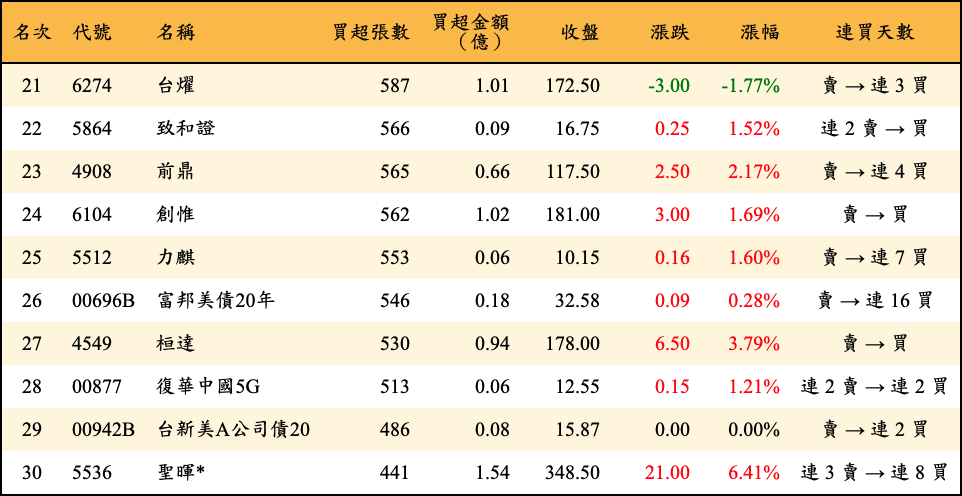 名次 代號 名稱 買超張數 買超金額（億） 收盤 漲跌 漲幅 連買天數
21 6274 台燿 587 1.01 172.50 -3.00 -1.77% 賣 → 連 3 買
22 5864 致和證 566 0.09 16.75 0.25 1.52% 連 2 賣 → 買
23 4908 前鼎 565 0.66 117.50 2.50 2.17% 賣 → 連 4 買
24 6104 創惟 562 1.02 181.00 3.00 1.69% 賣 → 買
25 5512 力麒 553 0.06 10.15 0.16 1.60% 賣 → 連 7 買
26 00696B 富邦美債20年 546 0.18 32.58 0.09 0.28% 賣 → 連 16 買
27 4549 桓達 530 0.94 178.00 6.50 3.79% 賣 → 買
28 00877 復華中國5G 513 0.06 12.55 0.15 1.21% 連 2 賣 → 連 2 買
29 00942B 台新美A公司債20 486 0.08 15.87 0.00 0.00% 賣 → 連 2 買
30 5536 聖暉* 441 1.54 348.50 21.00 6.41% 連 3 賣 → 連 8 買